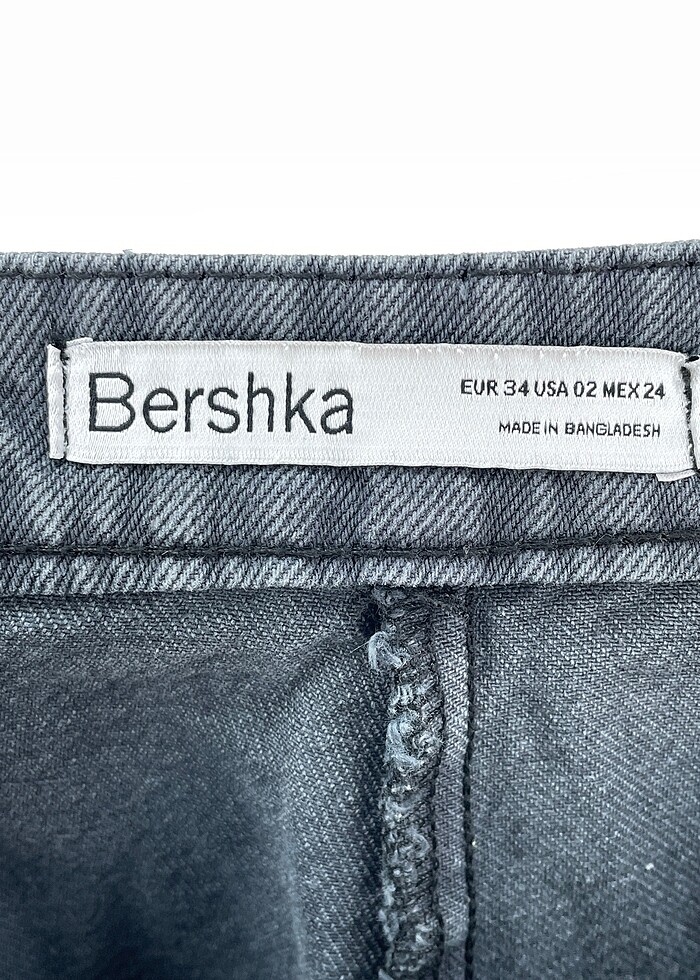 Bershka
EUR 34 USA 02 MEX 24
MADE IN BANGLADESH